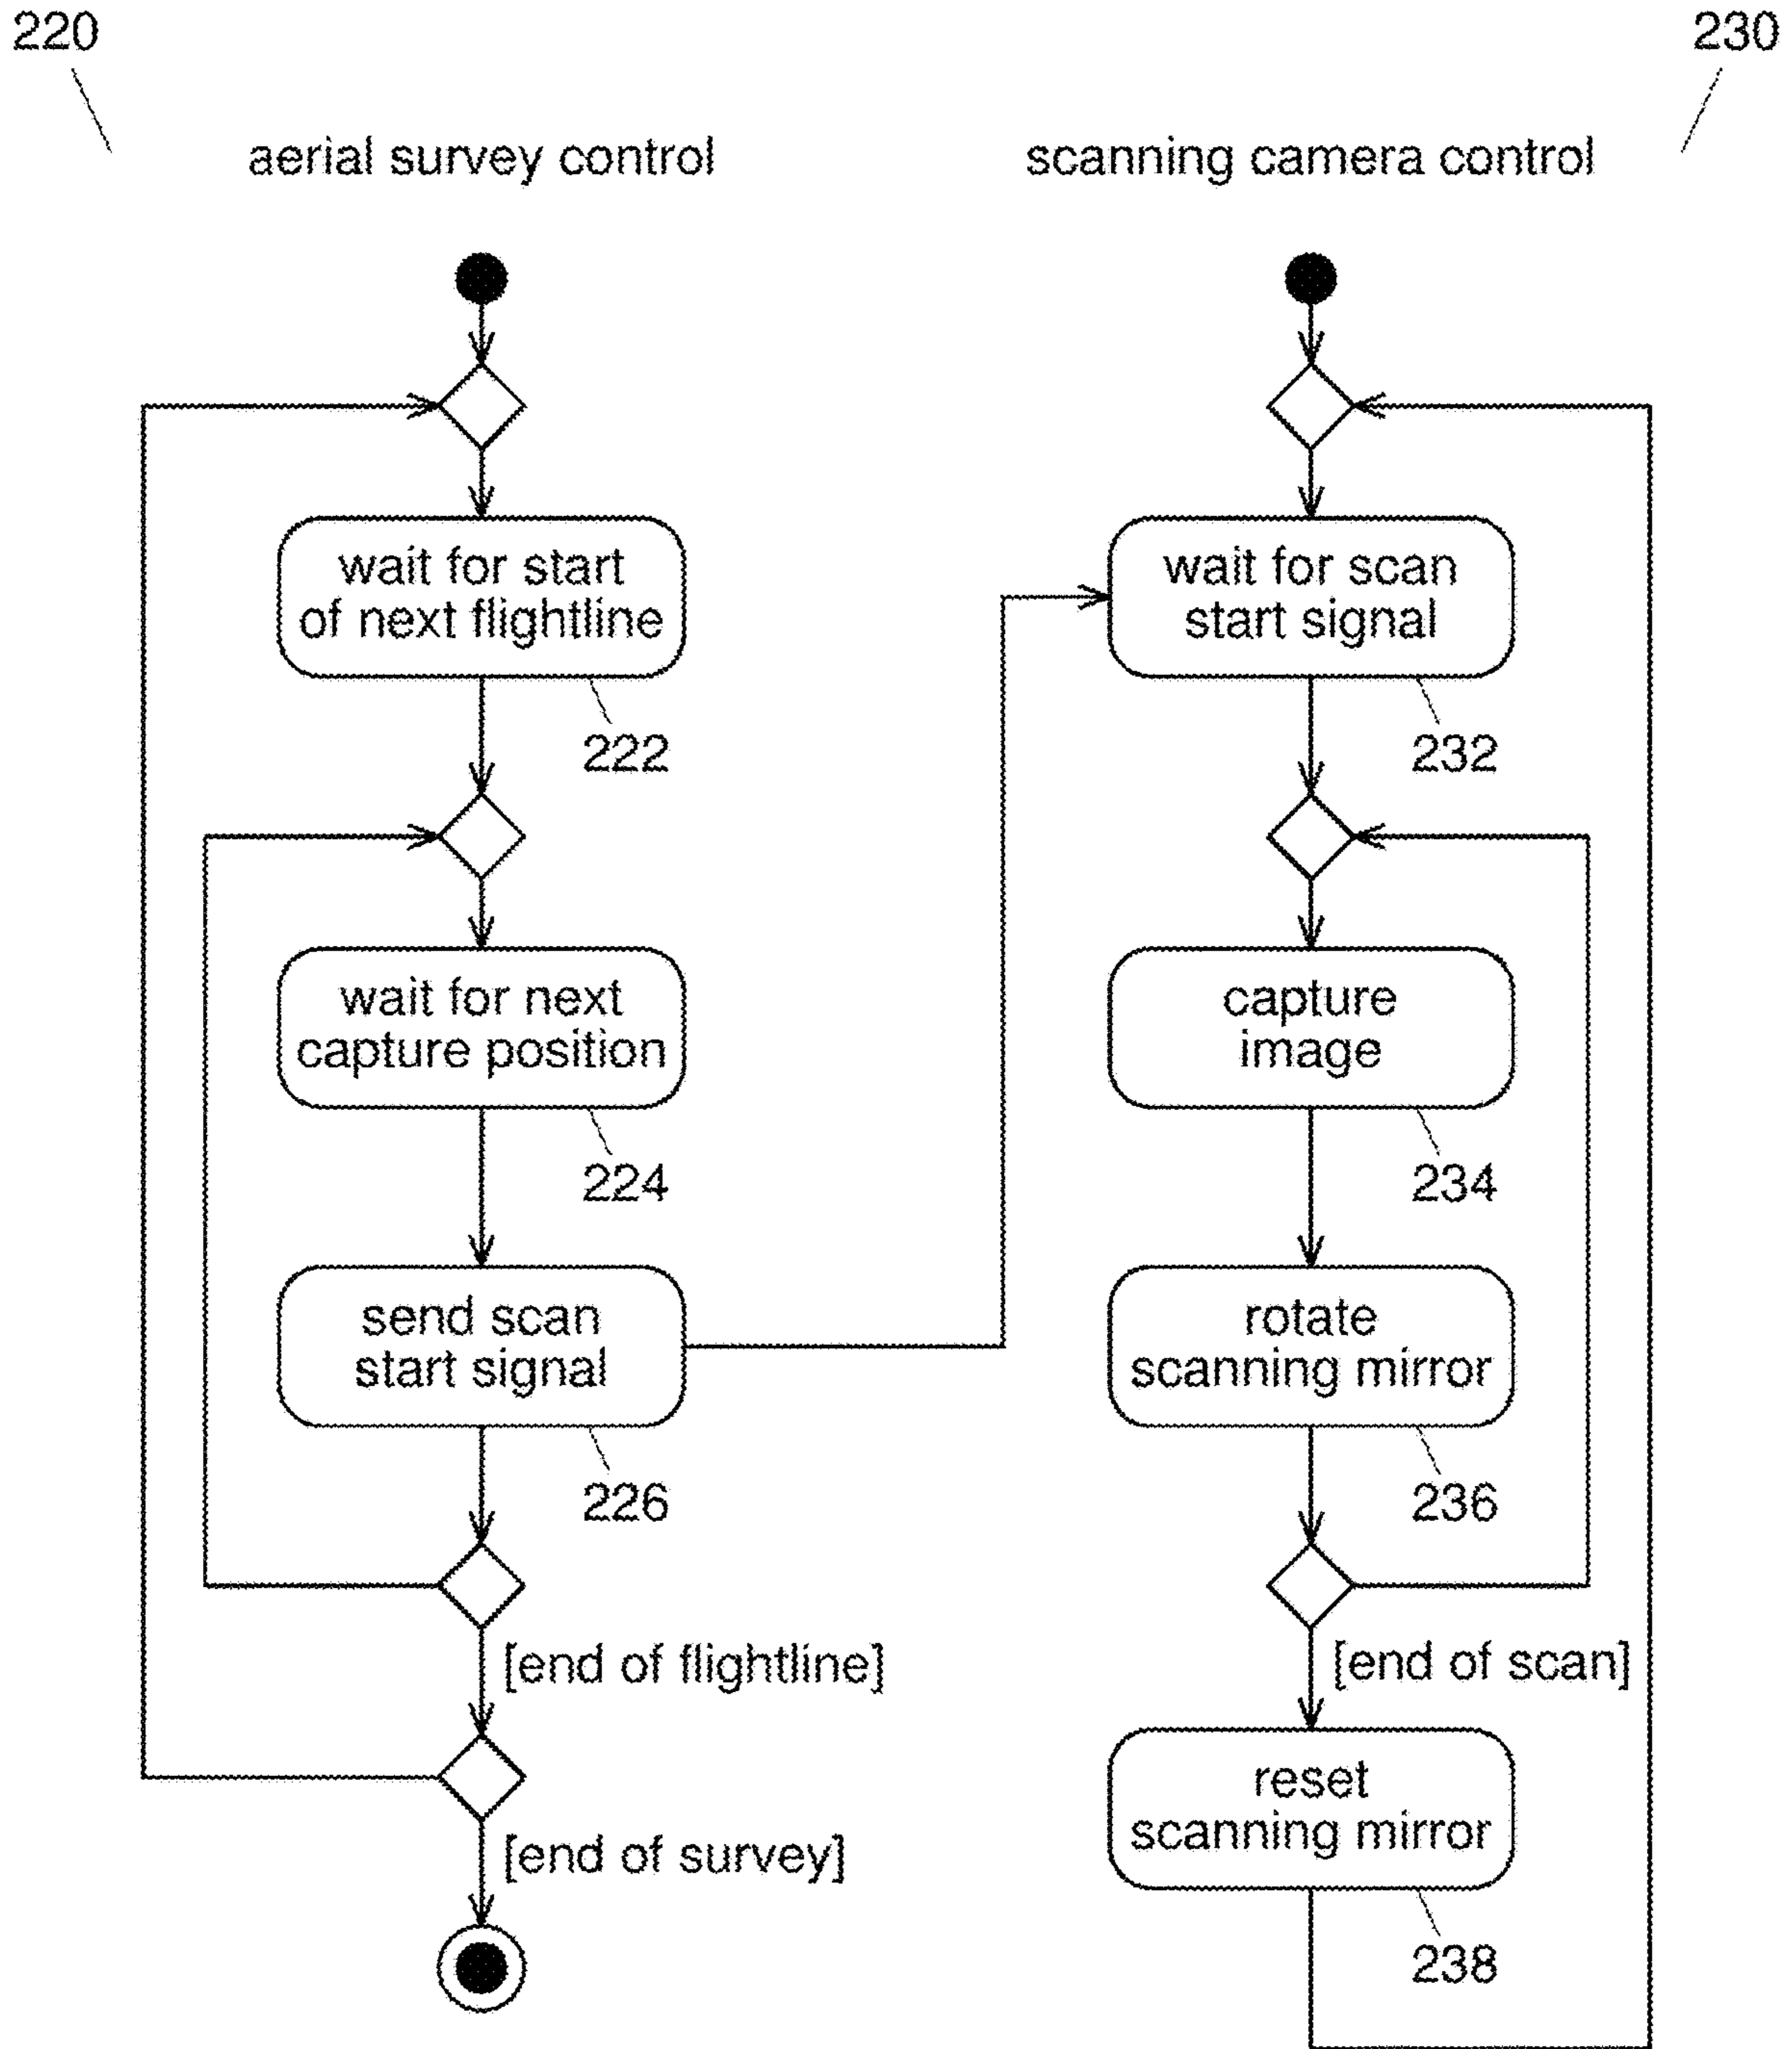 220
230
aerial survey control
scanning camera control
wait for start
of next flightline
222
wait for scan
start signal
232
wait for next
capture position
224
capture
image
234
send scan
start signal
226
rotate
scanning mirror
236
[end of flightline]
[end of scan]
[end of survey]
reset
scanning mirror
238